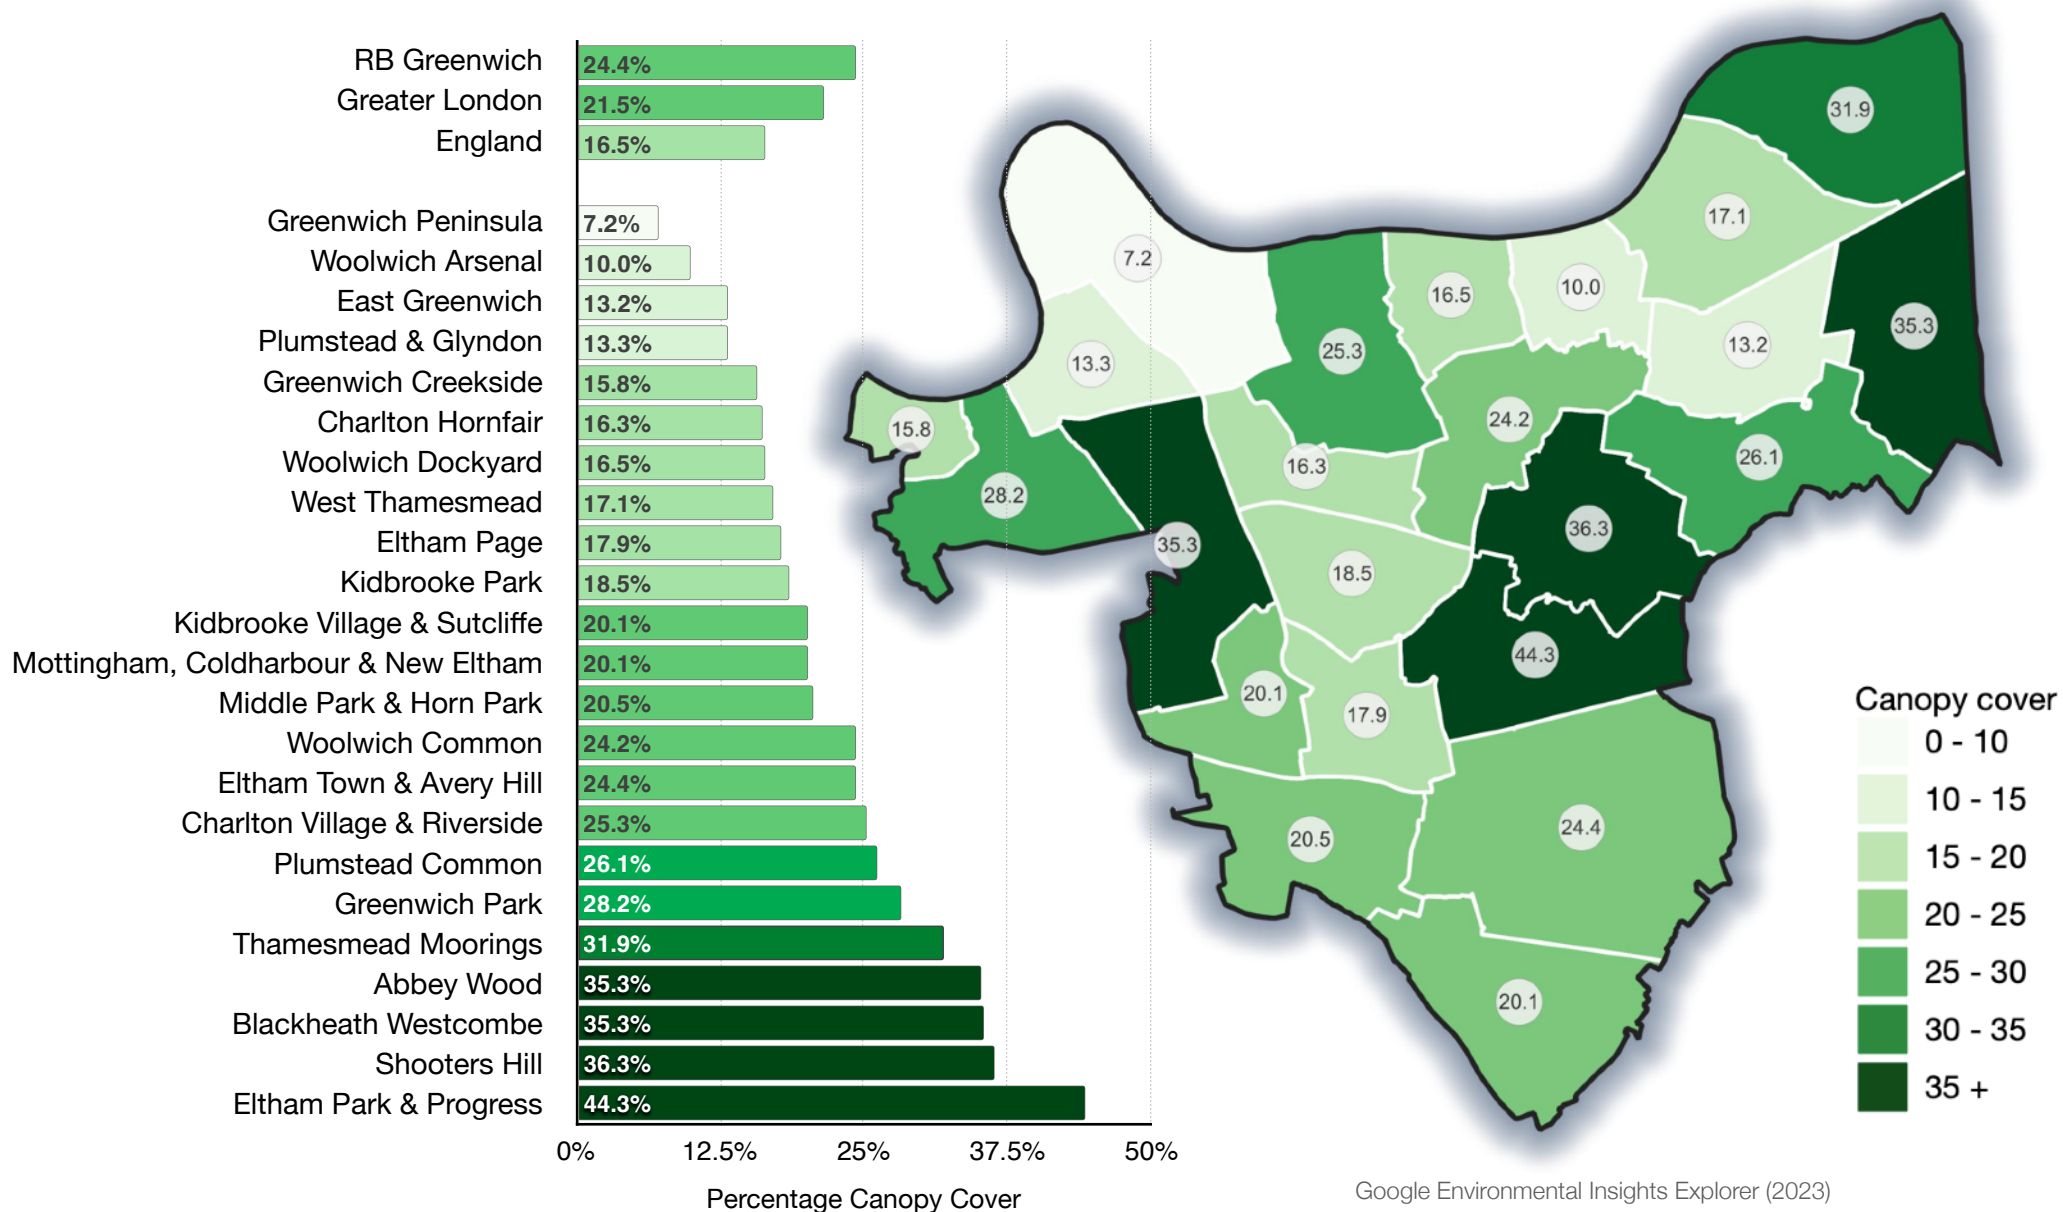 RB Greenwich 24.4%
Greater London 21.5%
England 16.5%
Greenwich Peninsula 7.2%
Woolwich Arsenal 10.0%
East Greenwich 13.2%
Plumstead & Glyndon 13.3%
Greenwich Creekside 15.8%
Charlton Hornfair 16.3%
Woolwich Dockyard 16.5%
West Thamesmead 17.1%
Eltham Page 17.9%
Kidbrooke Park 18.5%
Kidbrooke Village & Sutcliffe 20.1%
Mottingham, Coldharbour & New Eltham 20.1%
Middle Park & Horn Park 20.5%
Woolwich Common 24.2%
Eltham Town & Avery Hill 24.4%
Charlton Village & Riverside 25.3%
Plumstead Common 26.1%
Greenwich Park 28.2%
Thamesmead Moorings 31.9%
Abbey Wood 35.3%
Blackheath Westcombe 35.3%
Shooters Hill 36.3%
Eltham Park & Progress 44.3%
0% 12.5% 25% 37.5% 50%
Percentage Canopy Cover
31.9
17.1
7.2
10.0
16.5
35.3
13.2
25.3
13.3
24.2
15.8
26.1
16.3
28.2
36.3
35.3
18.5
44.3
20.1
17.9
24.4
20.5
20.1
Canopy cover
0 - 10
10 - 15
15 - 20
20 - 25
25 - 30
30 - 35
35 +
Google Environmental Insights Explorer (2023)